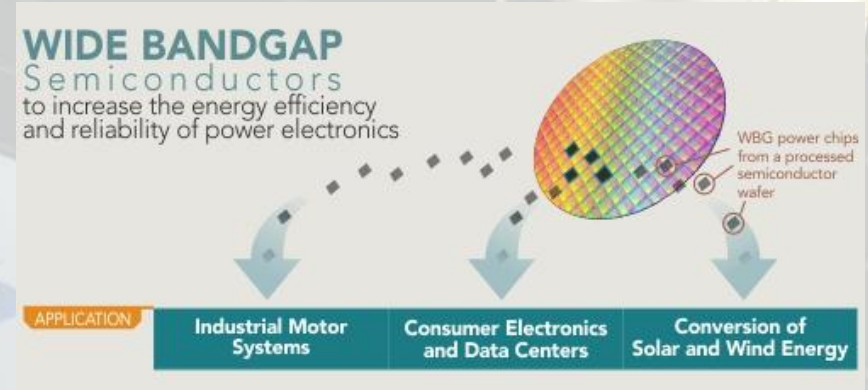 WIDE BANDGAP
Semiconductors
to increase the energy efficiency
and reliability of power electronics
WBG power chips
from a processed
semiconductor
wafer
APPLICATION
Industrial Motor
Systems
Consumer Electronics
and Data Centers
Conversion of
Solar and Wind Energy